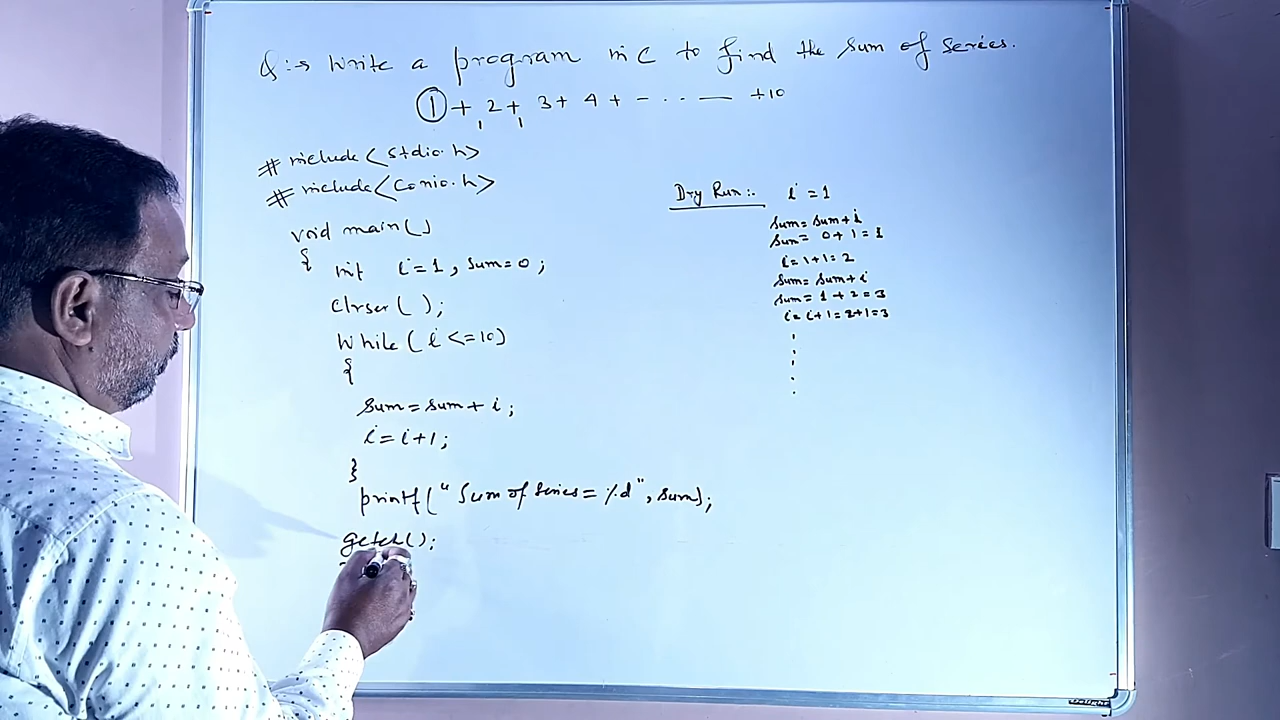 Q:→ Write a program in C to find the Sum of Series.
1 + 2 + 3 + 4 + - . . — +10
1 1
# include<stdio.h>
# include<conio.h>
void main()
{ int i=1, sum=0;
clrscr();
While(i<=10)
{
sum=sum+i;
i=i+1;
}
printf("Sum of Series=%d", sum);
getch();
Dry Run:. i=1
Sum= Sum+i
Sum= 0+1=1
i=1+1=2
Sum= Sum+i
Sum= 1+2=3
i=i+1=2+1=3
.
.
.
.
.
Delight